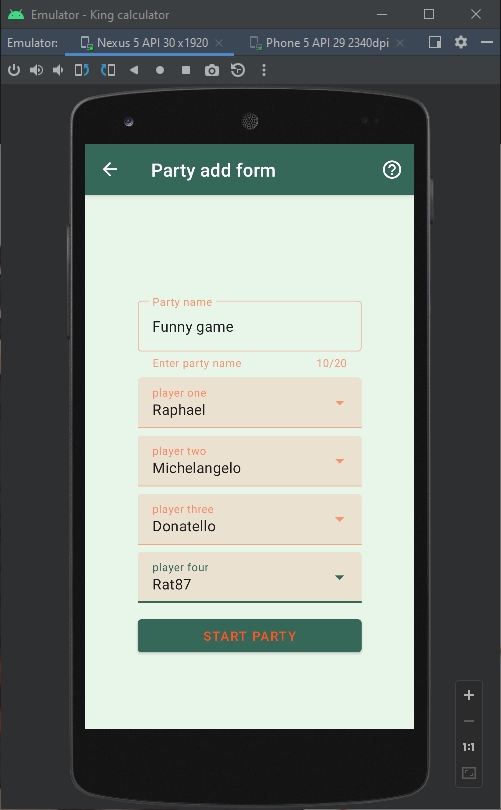 Emulator - King calculator
Emulator:
Nexus 5 API 30 x1920
Phone 5 API 29 2340dpi
Party add form
Party name
Funny game
Enter party name 10/20
player one
Raphael
player two
Michelangelo
player three
Donatello
player four
Rat87
START PARTY
1:1